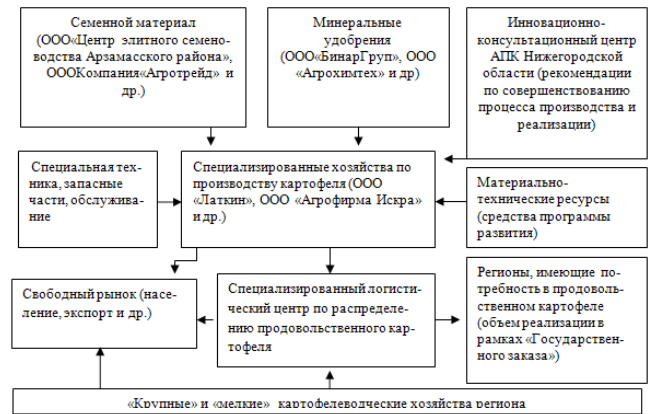 Семенной материал
(ООО«Центр элитного семено-
водства Арзамасского района»,
ОООКомпания«Агротрейд» и
др.)
Минеральные
удобрения
(ООО«БинарГруп», ООО
«Агрохимтех» и др)
Инновационно-
консультационный центр
АПК Нижегородской
области (рекомендации
по совершенствованию
процесса производства и
реализации)
Специальная тех-
ника, запасные
части, обслужи-
вание
Специализированные хозяйства по
производству картофеля (ООО
«Латкин», ООО «Агрофирма Искра»
и др.)
Материально-
технические ресурсы
(средства программы
развития)
Свободный рынок (насе-
ление, экспорт и др.)
Специализированный логисти-
ческий центр по распределе-
нию продовольственного кар-
тофеля
Регионы, имеющие по-
требность в продоволь-
ственном картофеле
(объем реализации в
рамках «Государствен-
ного заказа»)
«Крупные» и «мелкие» картофелеводческие хозяйства региона